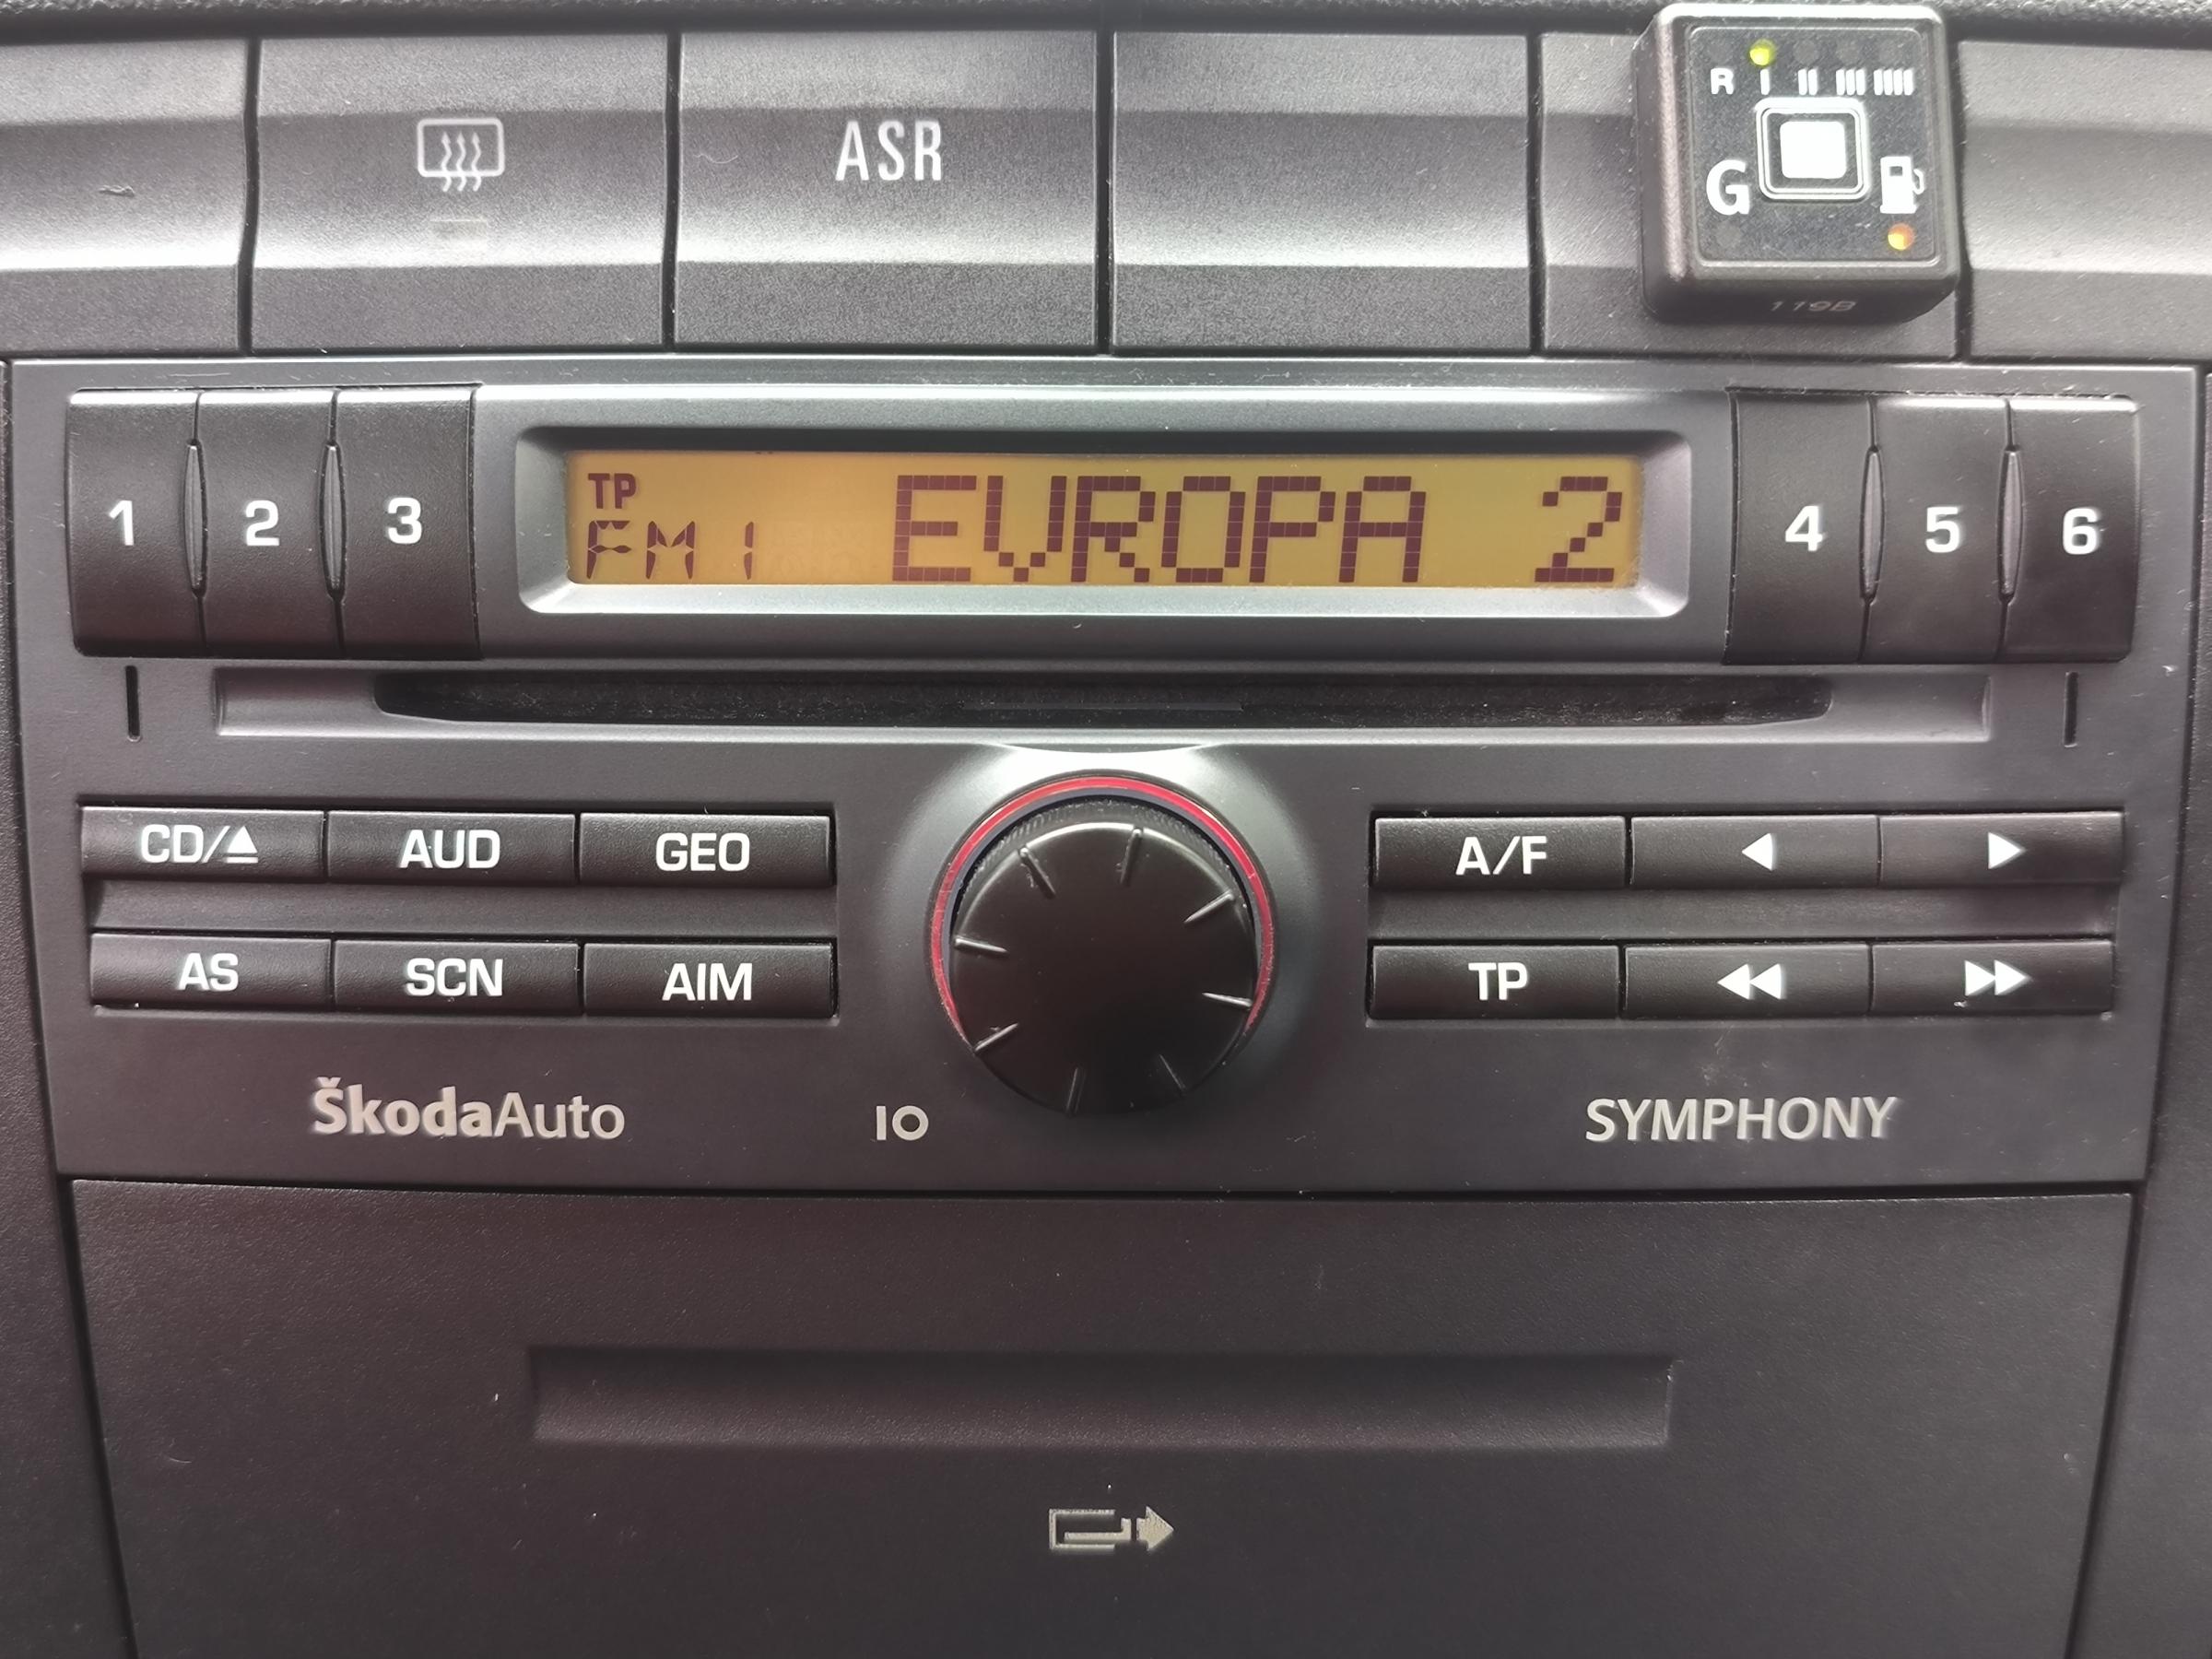 ASR
R I II III IIII
G
119B
1 2 3
TP
FM1 EVROPA 2
4 5 6
CD/ AUD GEO
A/F
AS SCN AIM
TP
ŠkodaAuto
IO
SYMPHONY